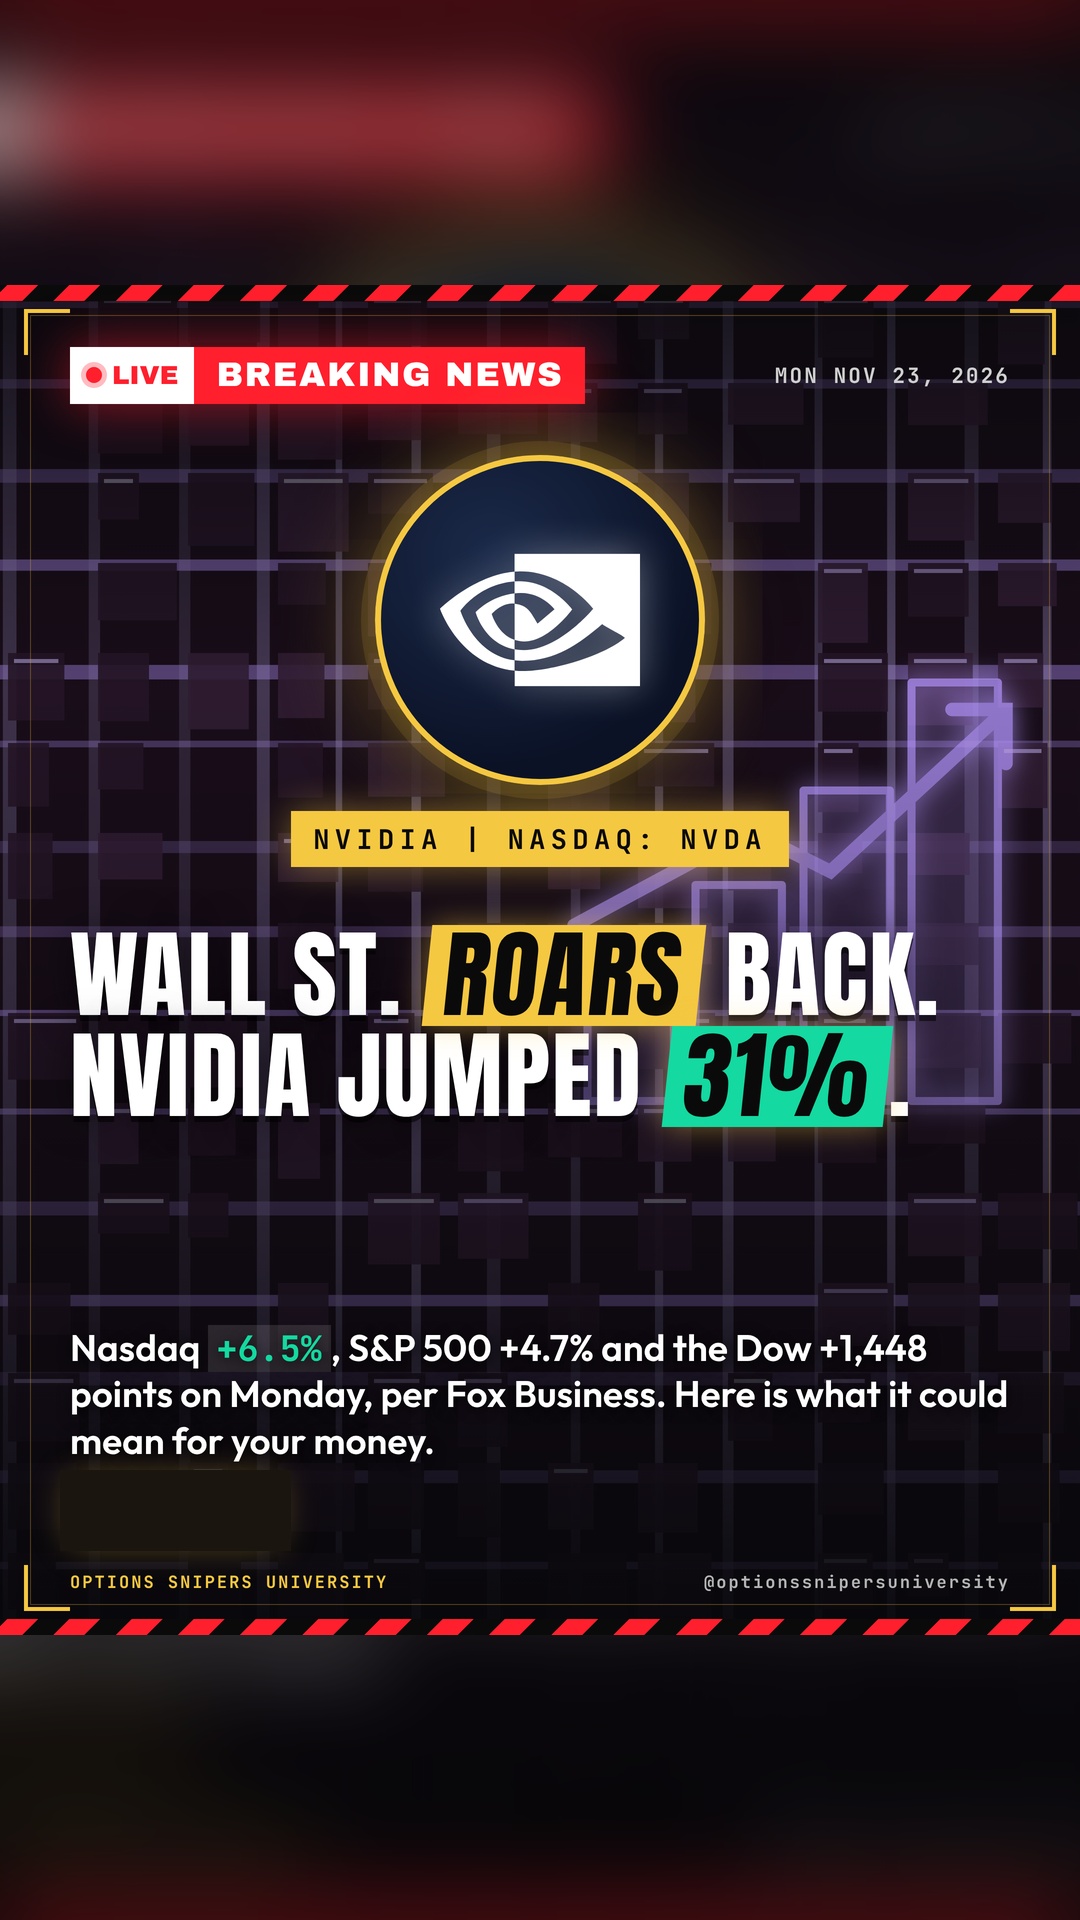 LIVE BREAKING NEWS
MON NOV 23, 2026
NVIDIA | NASDAQ: NVDA
WALL ST. ROARS BACK.
NVIDIA JUMPED 31%.
Nasdaq +6.5%, S&P 500 +4.7% and the Dow +1,448
points on Monday, per Fox Business. Here is what it could
mean for your money.
OPTIONS SNIPERS UNIVERSITY
@optionssnipersuniversity